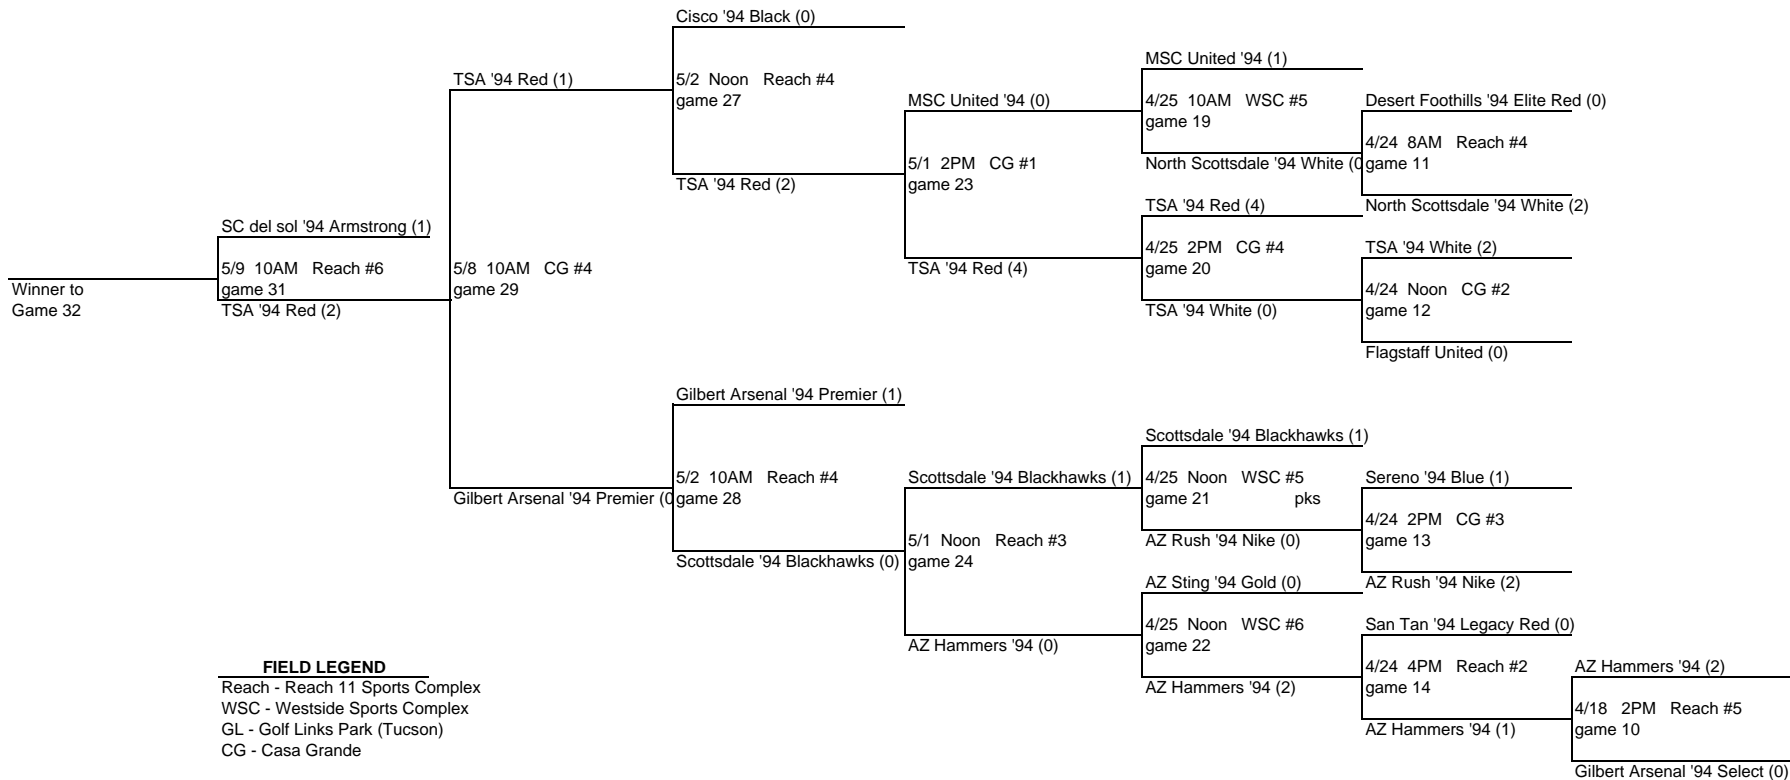 Cisco '94 Black (0)
MSC United '94 (1)
TSA '94 Red (1)
5/2 Noon Reach #4
game 27
MSC United '94 (0)
4/25 10AM WSC #5
game 19
Desert Foothills '94 Elite Red (0)
4/24 8AM Reach #4
game 11
North Scottsdale '94 White (0
5/1 2PM CG #1
game 23
TSA '94 Red (2)
TSA '94 Red (4)
North Scottsdale '94 White (2)
SC del sol '94 Armstrong (1)
4/25 2PM CG #4
game 20
TSA '94 White (2)
5/9 10AM Reach #6
game 31
5/8 10AM CG #4
game 29
TSA '94 Red (4)
Winner to
Game 32
TSA '94 Red (2)
TSA '94 White (0)
4/24 Noon CG #2
game 12
Flagstaff United (0)
Gilbert Arsenal '94 Premier (1)
Scottsdale '94 Blackhawks (1)
5/2 10AM Reach #4
game 28
Gilbert Arsenal '94 Premier (0
Scottsdale '94 Blackhawks (1)
4/25 Noon WSC #5
game 21 pks
Sereno '94 Blue (1)
4/24 2PM CG #3
game 13
AZ Rush '94 Nike (0)
5/1 Noon Reach #3
game 24
Scottsdale '94 Blackhawks (0)
AZ Sting '94 Gold (0)
AZ Rush '94 Nike (2)
4/25 Noon WSC #6
game 22
San Tan '94 Legacy Red (0)
AZ Hammers '94 (0)
4/24 4PM Reach #2
game 14
AZ Hammers '94 (2)
AZ Hammers '94 (2)
4/18 2PM Reach #5
game 10
AZ Hammers '94 (1)
Gilbert Arsenal '94 Select (0)
FIELD LEGEND
Reach - Reach 11 Sports Complex
WSC - Westside Sports Complex
GL - Golf Links Park (Tucson)
CG - Casa Grande